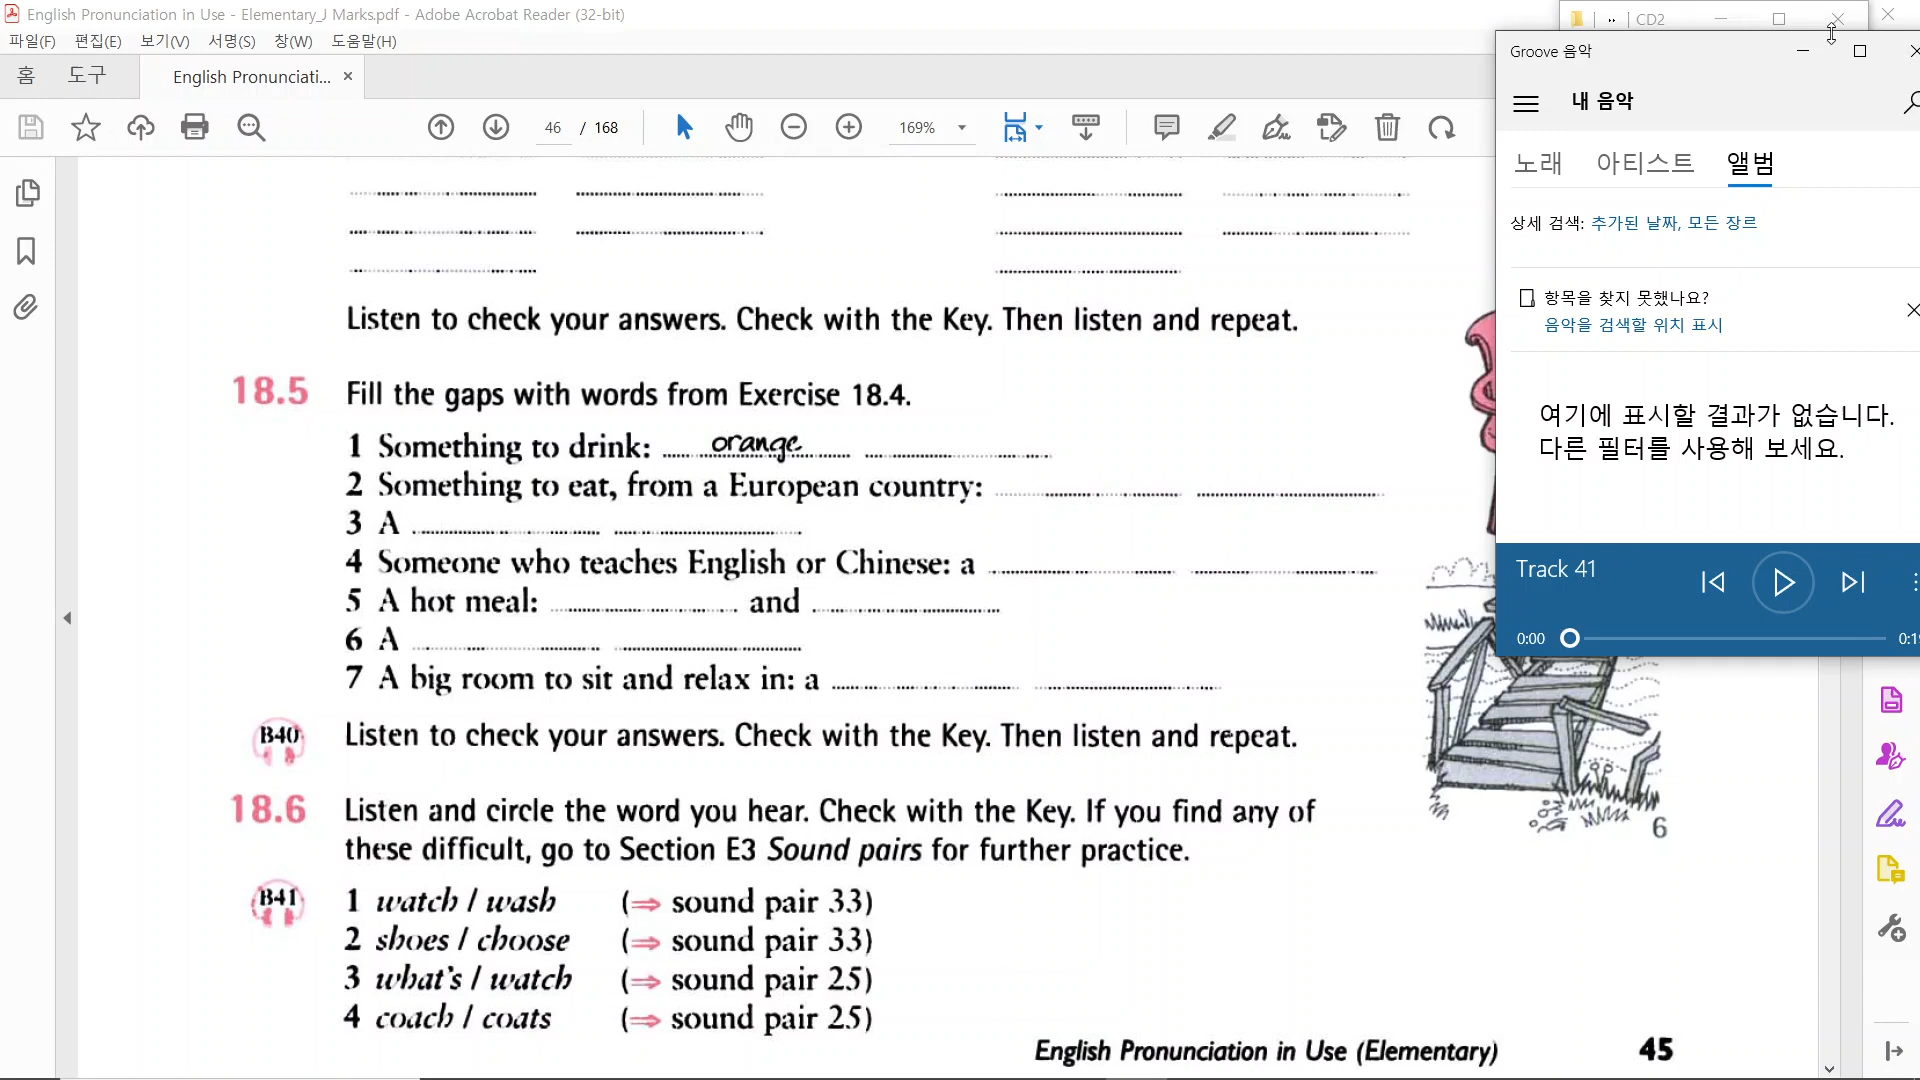 English Pronunciation in Use - Elementary_J Marks.pdf - Adobe Acrobat Reader (32-bit)
파일(F) 편집(E) 보기(V) 서명(S) 창(W) 도움말(H)
홈 도구 English Pronunciati...
46 / 168 169%
Listen to check your answers. Check with the Key. Then listen and repeat.
18.5 Fill the gaps with words from Exercise 18.4.
1 Something to drink: orange
2 Something to eat, from a European country:
3 A
4 Someone who teaches English or Chinese: a
5 A hot meal: and
6 A
7 A big room to sit and relax in: a
B40 Listen to check your answers. Check with the Key. Then listen and repeat.
18.6 Listen and circle the word you hear. Check with the Key. If you find any of
these difficult, go to Section E3 Sound pairs for further practice.
B41 1 watch / wash (⇒ sound pair 33)
2 shoes / choose (⇒ sound pair 33)
3 what's / watch (⇒ sound pair 25)
4 coach / coats (⇒ sound pair 25)
6
English Pronunciation in Use (Elementary) 45
CD2
Groove 음악
내 음악
노래 아티스트 앨범
상세 검색: 추가된 날짜, 모든 장르
항목을 찾지 못했나요?
음악을 검색할 위치 표시
여기에 표시할 결과가 없습니다.
다른 필터를 사용해 보세요.
Track 41
0:00 0:19